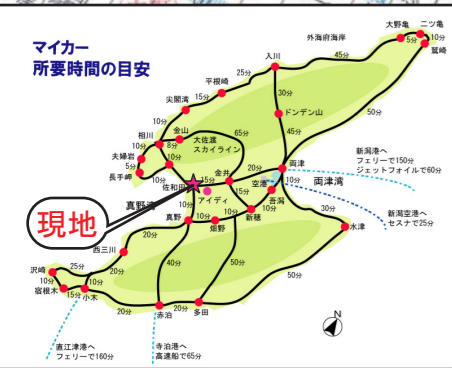 マイカー
所要時間の目安
大野亀
二ツ亀
5分
10分
鷲崎
外海府海岸
45分
入川
25分
平根崎
15分
尖閣湾
10分
30分
ドンデン山
45分
50分
相川
金山
10分
8分
大佐渡
スカイライン
65分
夫婦岩
5分
長手岬
10分
10分
佐和田
15分
金井
20分
両津
新潟港へ
フェリーで150分
ジェットフォイルで60分
アイディ
15分
空港
10分
両津湾
吾潟
10分
新穂
10分
新潟空港へ
セスナで25分
真野湾
現地
10分
真野
10分
畑野
30分
水津
西三川
20分
20分
40分
50分
50分
沢崎
25分
10分
宿根木
15分
小木
10分
20分
赤泊
20分
多田
直江津港へ
フェリーで160分
寺泊港へ
高速船で65分
N